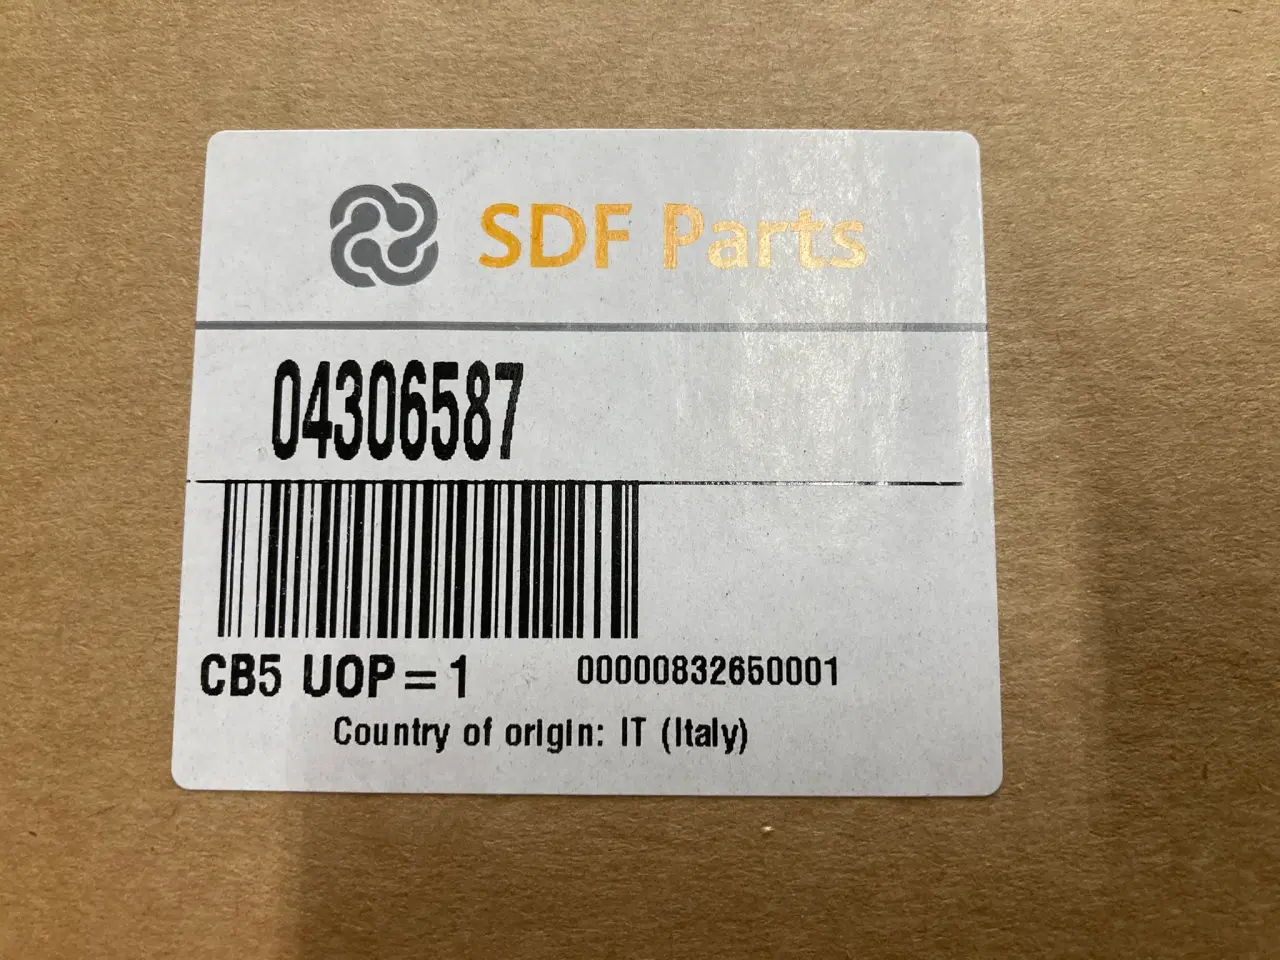 SDF Parts
04306587
CB5 UOP = 1 00000832650001
Country of origin: IT (Italy)